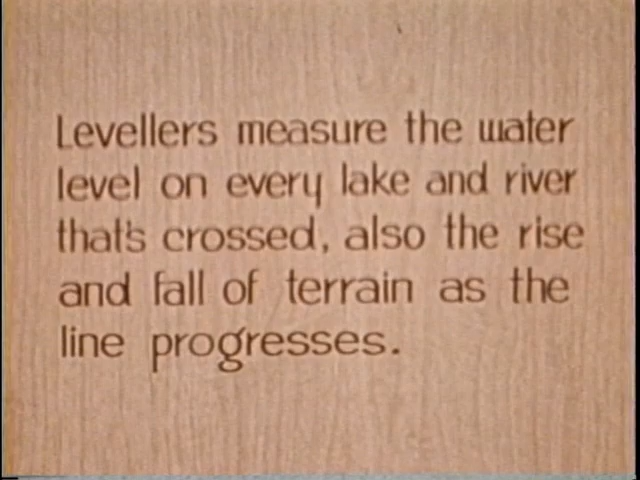 Levellers measure the water
level on every lake and river
that's crossed, also the rise
and fall of terrain as the
line progresses.